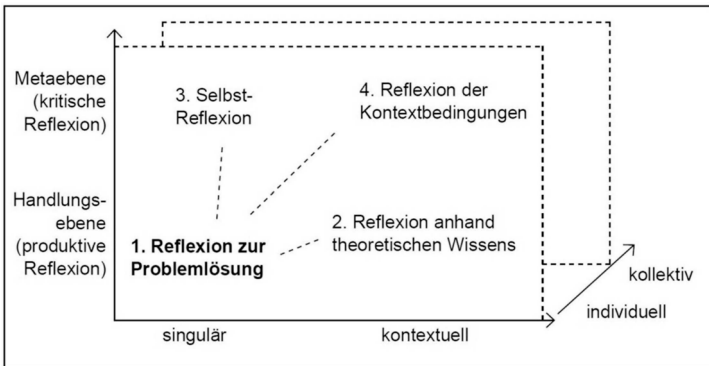 Metaebene
(kritische
Reflexion)
3. Selbst-
Reflexion
4. Reflexion der
Kontextbedingungen
Handlungs-
ebene
(produktive
Reflexion)
1. Reflexion zur
Problemlösung
2. Reflexion anhand
theoretischen Wissens
kollektiv
individuell
singulär
kontextuell